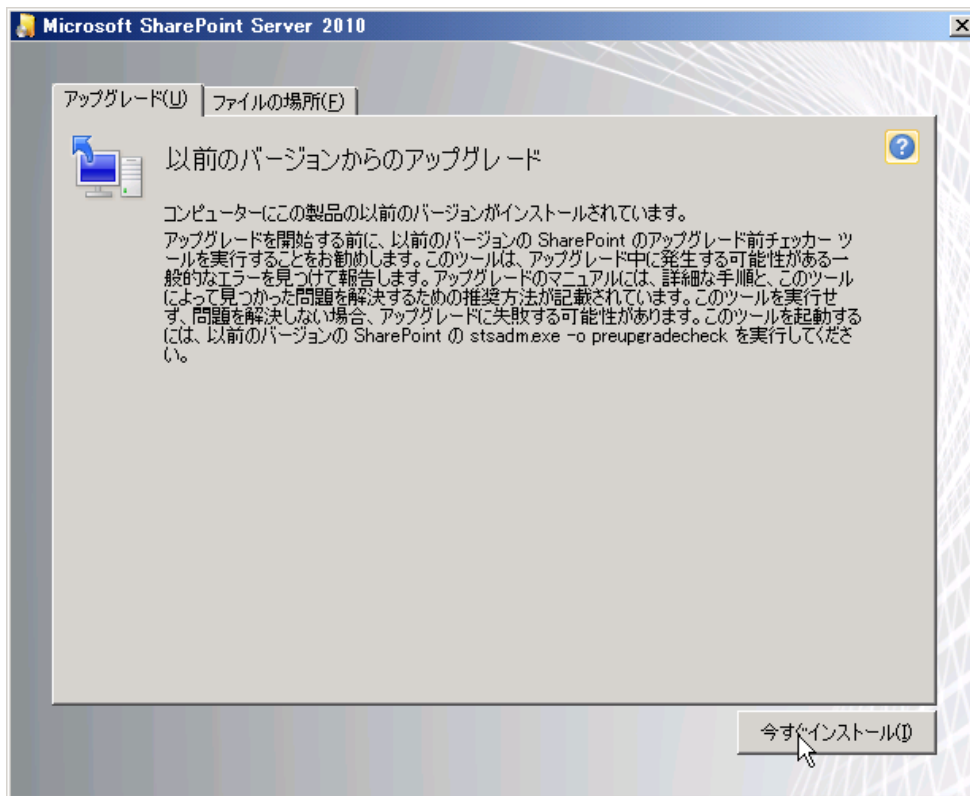 Microsoft SharePoint Server 2010
アップグレード(U)
ファイルの場所(F)
以前のバージョンからのアップグレード
コンピューターにこの製品の以前のバージョンがインストールされています。
アップグレードを開始する前に、以前のバージョンの SharePoint のアップグレード前チェッカー ツ
ールを実行することをお勧めします。このツールは、アップグレード中に発生する可能性がある一
般的なエラーを見つけて報告します。アップグレードのマニュアルには、詳細な手順と、このツール
によって見つかった問題を解決するための推奨方法が記載されています。このツールを実行せ
ず、問題を解決しない場合、アップグレードに失敗する可能性があります。このツールを起動する
には、以前のバージョンの SharePoint の stsadm.exe -o preupgradecheck を実行してくださ
い。
今すぐインストール(I)